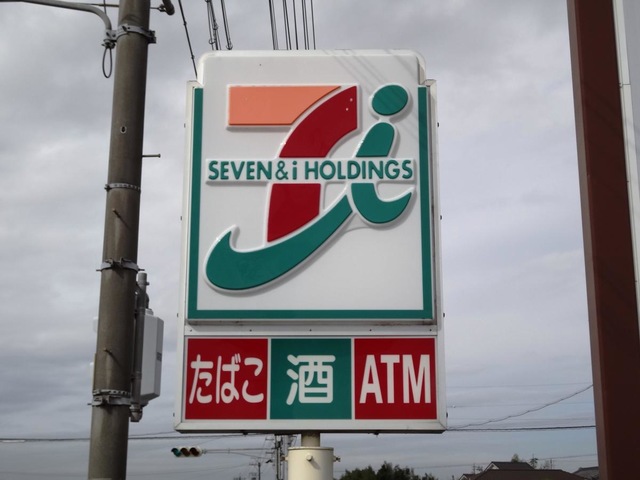 SEVEN&i HOLDINGS
たばこ 酒 ATM